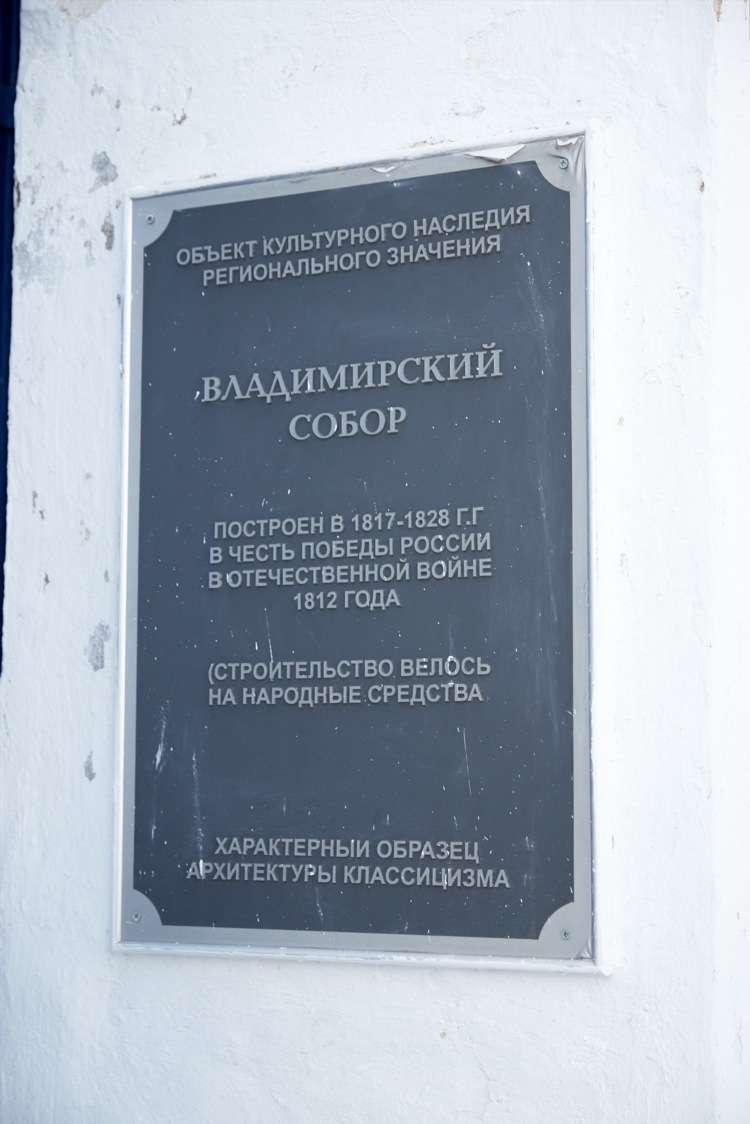 ОБЪЕКТ КУЛЬТУРНОГО НАСЛЕДИЯ
РЕГИОНАЛЬНОГО ЗНАЧЕНИЯ
ВЛАДИМИРСКИЙ
СОБОР
ПОСТРОЕН В 1817-1828 Г.Г
В ЧЕСТЬ ПОБЕДЫ РОССИИ
В ОТЕЧЕСТВЕННОЙ ВОЙНЕ
1812 ГОДА
(СТРОИТЕЛЬСТВО ВЕЛОСЬ
НА НАРОДНЫЕ СРЕДСТВА
ХАРАКТЕРНЫИ ОБРАЗЕЦ
АРХИТЕКТУРЫ КЛАССИЦИЗМА